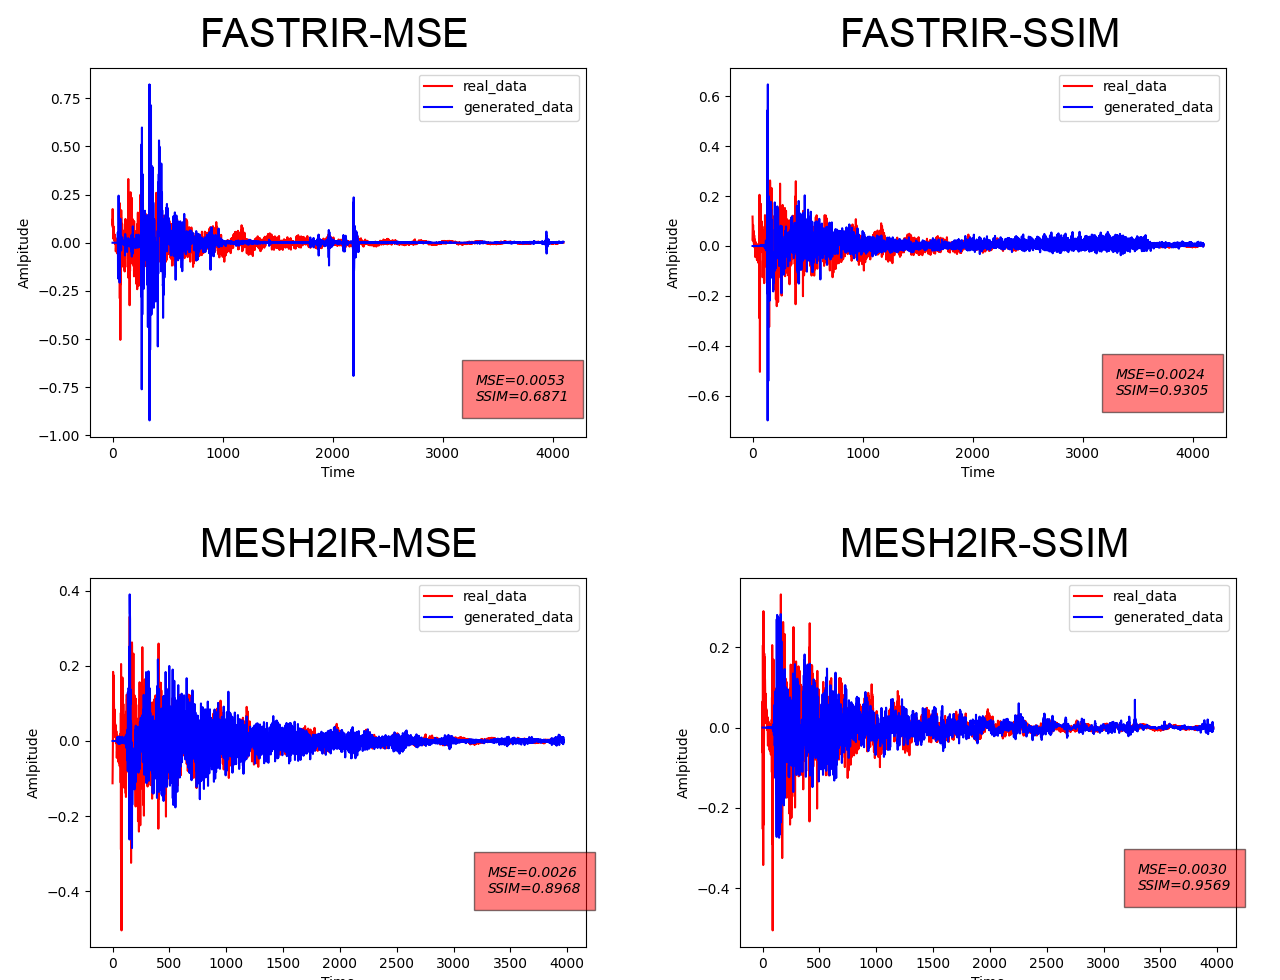 FASTRIR-MSE
real_data
generated_data
0.75
0.50
0.25
0.00
−0.25
−0.50
−0.75
−1.00
Amlpitude
MSE=0.0053
SSIM=0.6871
0 1000 2000 3000 4000
Time
FASTRIR-SSIM
real_data
generated_data
0.6
0.4
0.2
0.0
−0.2
−0.4
−0.6
Amlpitude
MSE=0.0024
SSIM=0.9305
0 1000 2000 3000 4000
Time
MESH2IR-MSE
real_data
generated_data
0.4
0.2
0.0
−0.2
−0.4
Amlpitude
MSE=0.0026
SSIM=0.8968
0 500 1000 1500 2000 2500 3000 3500 4000
Time
MESH2IR-SSIM
real_data
generated_data
0.2
0.0
−0.2
−0.4
Amlpitude
MSE=0.0030
SSIM=0.9569
0 500 1000 1500 2000 2500 3000 3500 4000
Time